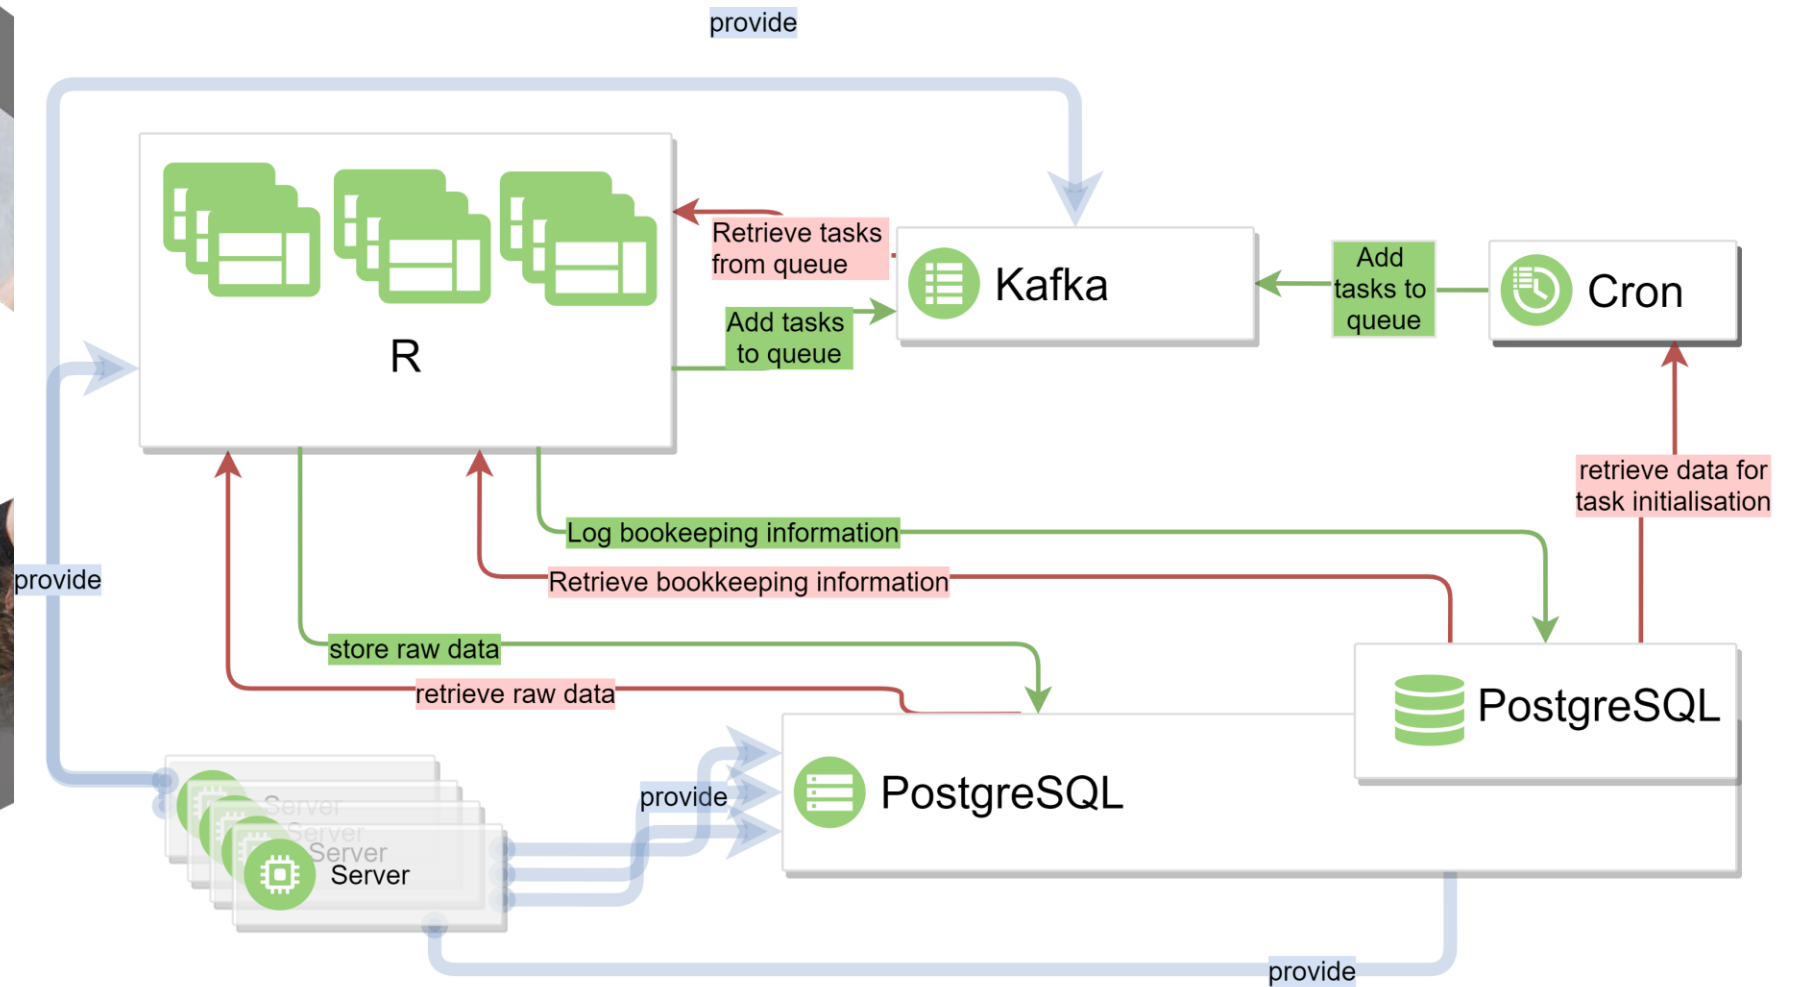 provide
Retrieve tasks
from queue
Kafka
Add
tasks to
queue
Cron
Add tasks
to queue
R
retrieve data for
task initialisation
Log bookeeping information
Retrieve bookkeeping information
provide
store raw data
retrieve raw data
PostgreSQL
PostgreSQL
provide
Server
Server
Server
Server
provide